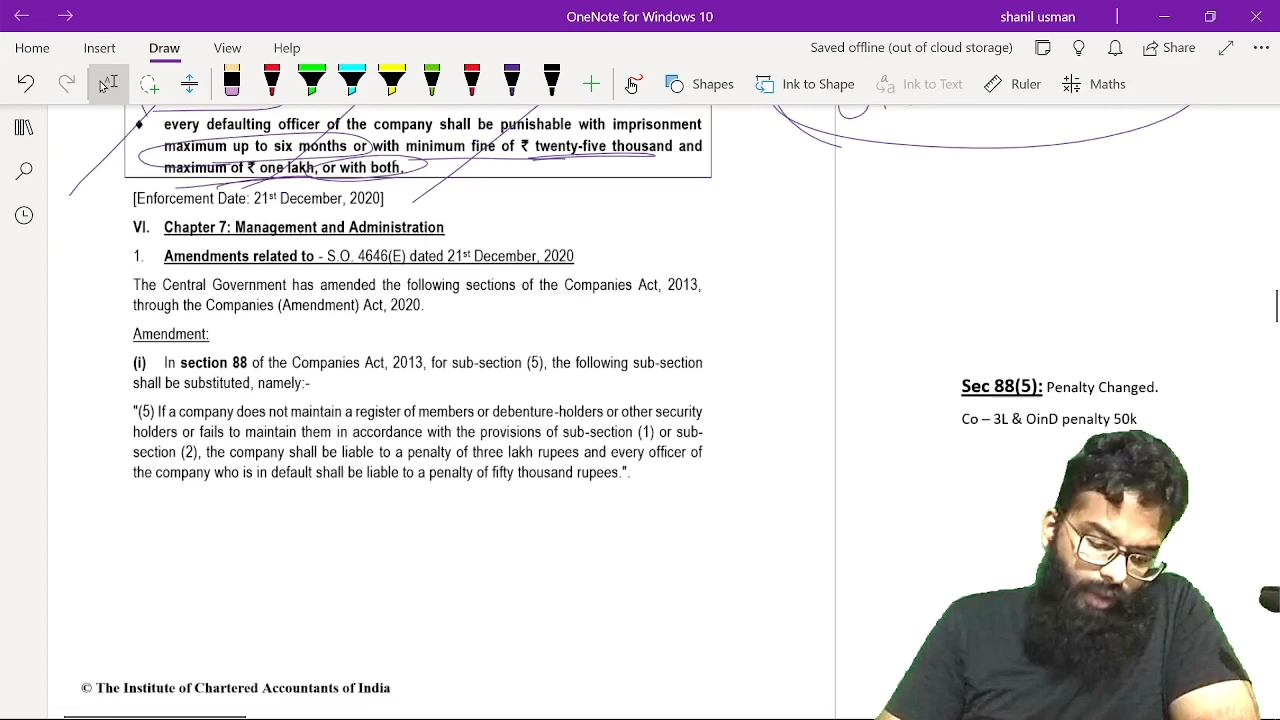 OneNote for Windows 10
shanil usman
Home Insert Draw View Help
Saved offline (out of cloud storage)
Share
Shapes
Ink to Shape
Ink to Text
Ruler
Maths
every defaulting officer of the company shall be punishable with imprisonment
maximum up to six months or with minimum fine of ₹ twenty-five thousand and
maximum of ₹ one lakh, or with both.
[Enforcement Date: 21st December, 2020]
VI. Chapter 7: Management and Administration
1. Amendments related to - S.O. 4646(E) dated 21st December, 2020
The Central Government has amended the following sections of the Companies Act, 2013,
through the Companies (Amendment) Act, 2020.
Amendment:
(i) In section 88 of the Companies Act, 2013, for sub-section (5), the following sub-section
shall be substituted, namely:-
"(5) If a company does not maintain a register of members or debenture-holders or other security
holders or fails to maintain them in accordance with the provisions of sub-section (1) or sub-
section (2), the company shall be liable to a penalty of three lakh rupees and every officer of
the company who is in default shall be liable to a penalty of fifty thousand rupees.".
Sec 88(5): Penalty Changed.
Co – 3L & OinD penalty 50k
© The Institute of Chartered Accountants of India